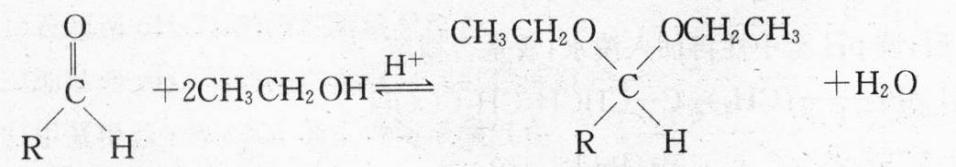 O CH₃CH₂O OCH₂CH₃
C +2CH₃CH₂OH H⁺ ⇌ C +H₂O
R H R H